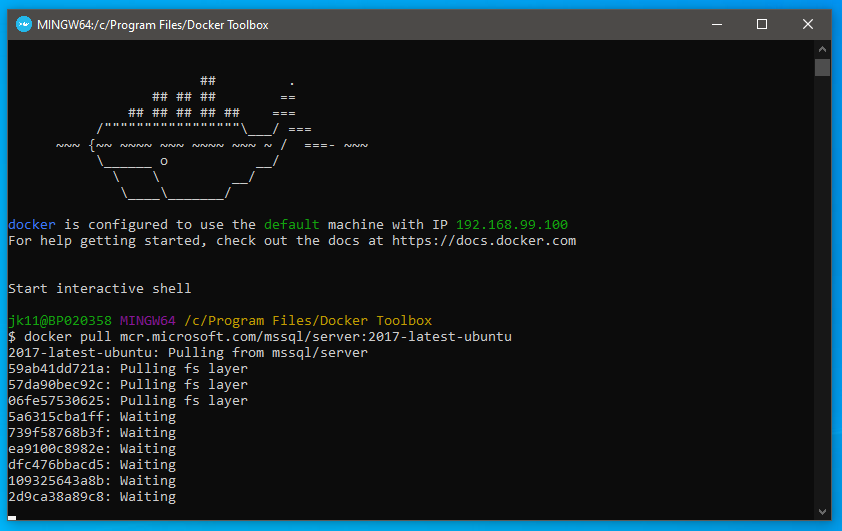 MINGW64:/c/Program Files/Docker Toolbox
                        ##         .
                  ## ## ##        ==
               ## ## ## ## ##    ===
           /"""""""""""""""""\___/ ===
      ~~~ {~~ ~~~~ ~~~ ~~~~ ~~~ ~ /  ===- ~~~
           \______ o           __/
             \    \         __/
              \____\_______/
docker is configured to use the default machine with IP 192.168.99.100
For help getting started, check out the docs at https://docs.docker.com
Start interactive shell
jk11@BP020358 MINGW64 /c/Program Files/Docker Toolbox
$ docker pull mcr.microsoft.com/mssql/server:2017-latest-ubuntu
2017-latest-ubuntu: Pulling from mssql/server
59ab41dd721a: Pulling fs layer
57da90bec92c: Pulling fs layer
06fe57530625: Pulling fs layer
5a6315cba1ff: Waiting
739f58768b3f: Waiting
ea9100c8982e: Waiting
dfc476bbacd5: Waiting
109325643a8b: Waiting
2d9ca38a89c8: Waiting